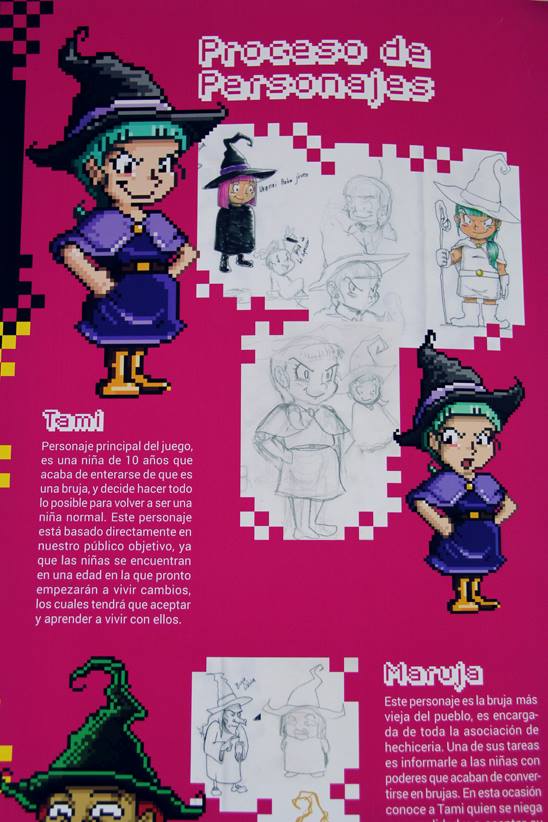 Proceso de
Personajes
Tami
Personaje principal del juego,
es una niña de 10 años que
acaba de enterarse de que es
una bruja, y decide hacer todo
lo posible para volver a ser una
niña normal. Este personaje
está basado directamente en
nuestro público objetivo, ya
que las niñas se encuentran
en una edad en la que pronto
empezarán a vivir cambios,
los cuales tendrá que aceptar
y aprender a vivir con ellos.
Maruja
Este personaje es la bruja más
vieja del pueblo, es encarga-
da de toda la asociación de
hechicería. Una de sus tareas
es informarle a las niñas con
poderes que acaban de conver-
tirse en brujas. En esta ocasión
conoce a Tami quien se niega